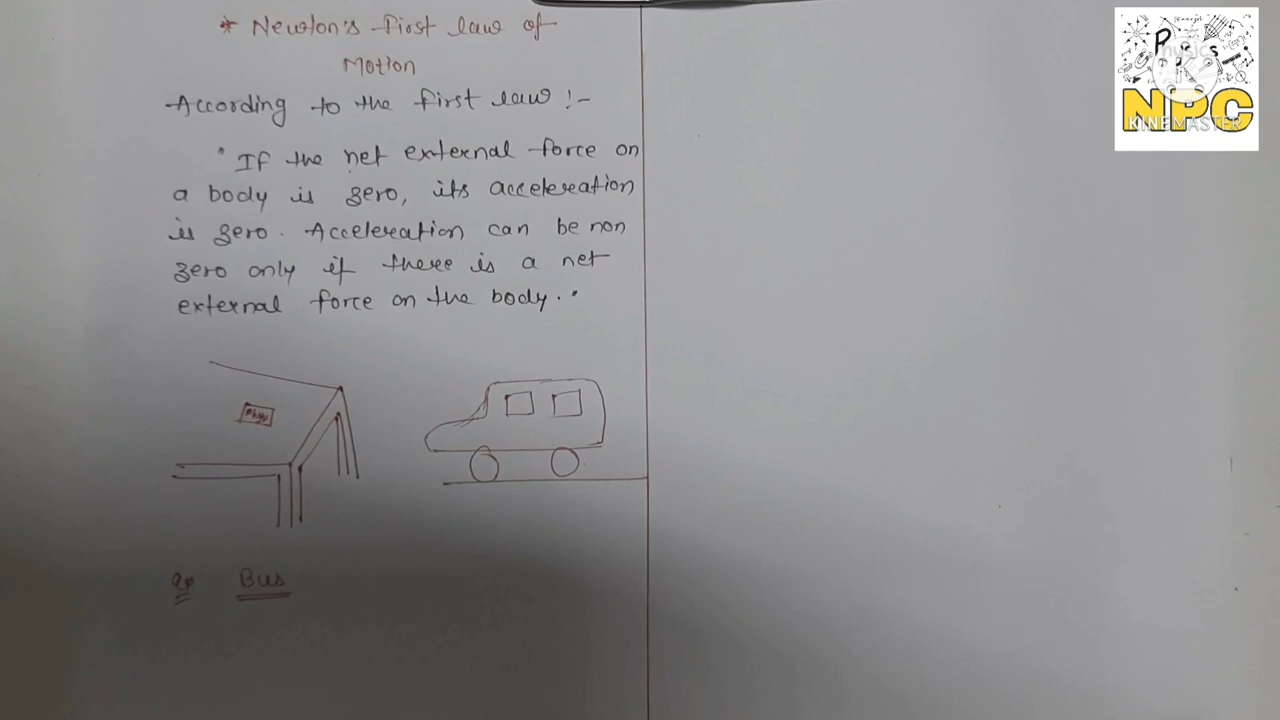 * Newton's first law of
Motion
According to the first law :-
"If the net external force on
a body is zero, its acceleration
is zero. Acceleration can be non
zero only if there is a net
external force on the body."
Bus
Physics
NPC
KINEMASTER